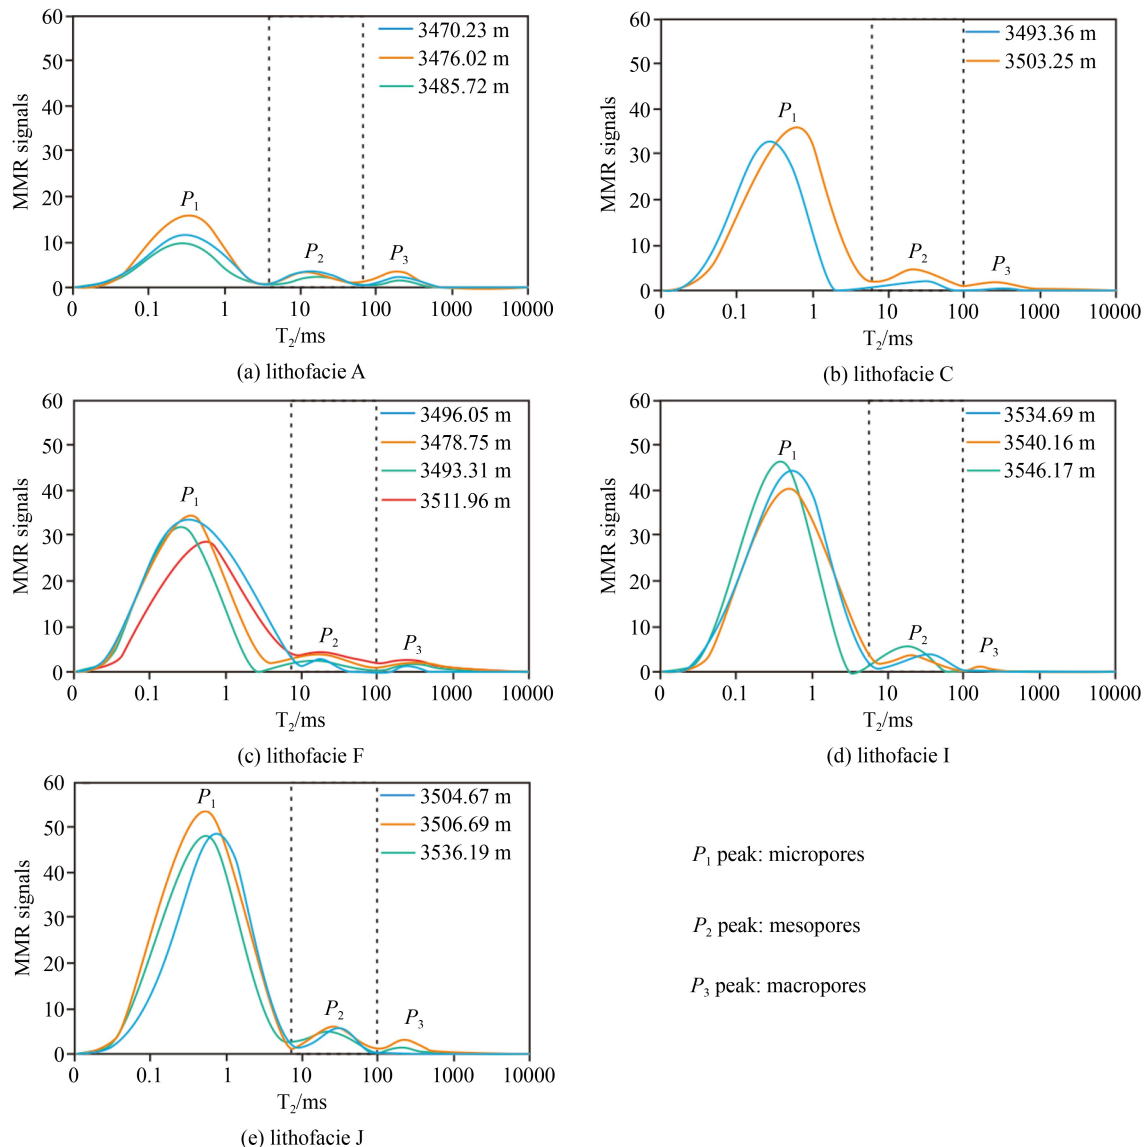 60
50
40
30
20
10
0
MMR signals
3470.23 m
3476.02 m
3485.72 m
P1
P2
P3
0 0.1 1 10 100 1000 10000
T2/ms
(a) lithofacie A
60
50
40
30
20
10
0
MMR signals
3493.36 m
3503.25 m
P1
P2
P3
0 0.1 1 10 100 1000 10000
T2/ms
(b) lithofacie C
60
50
40
30
20
10
0
MMR signals
3496.05 m
3478.75 m
3493.31 m
3511.96 m
P1
P2
P3
0 0.1 1 10 100 1000 10000
T2/ms
(c) lithofacie F
60
50
40
30
20
10
0
MMR signals
3534.69 m
3540.16 m
3546.17 m
P1
P2
P3
0 0.1 1 10 100 1000 10000
T2/ms
(d) lithofacie I
60
50
40
30
20
10
0
MMR signals
3504.67 m
3506.69 m
3536.19 m
P1
P2
P3
0 0.1 1 10 100 1000 10000
T2/ms
(e) lithofacie J
P1 peak: micropores
P2 peak: mesopores
P3 peak: macropores